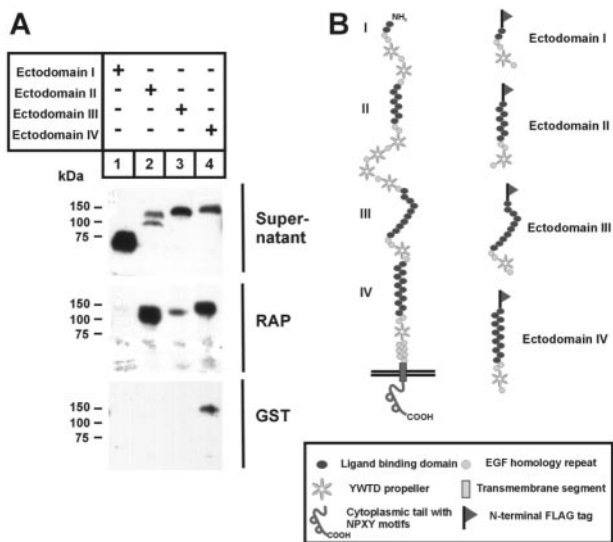 A
Ectodomain I + - - -
Ectodomain II - + - -
Ectodomain III - - + -
Ectodomain IV - - - +
1 2 3 4
kDa
150
100
75
Super-
natant
150
100
75
RAP
150
100
75
GST
B
I
NH2
II
III
IV
COOH
Ectodomain I
Ectodomain II
Ectodomain III
Ectodomain IV
Ligand binding domain
EGF homology repeat
YWTD propeller
Transmembrane segment
Cytoplasmic tail with
NPXY motifs
N-terminal FLAG tag
COOH